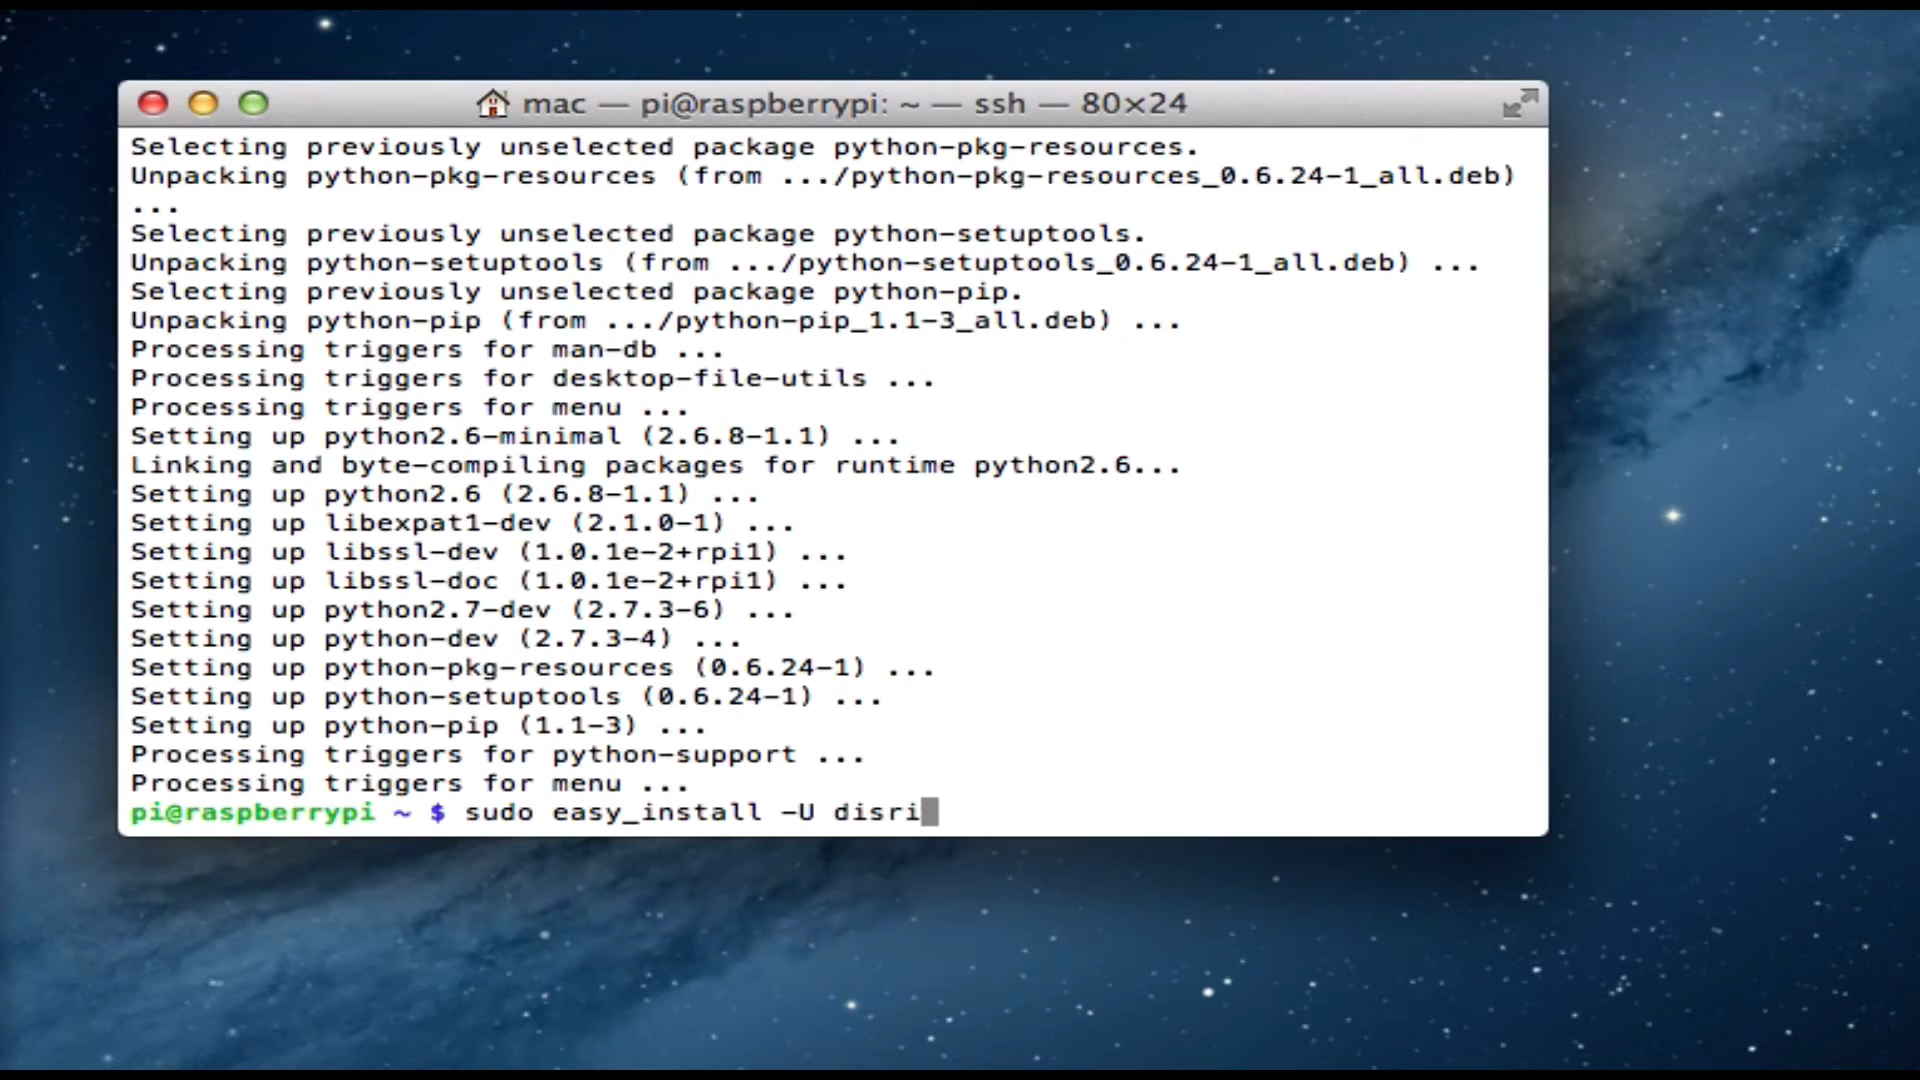 mac — pi@raspberrypi: ~ — ssh — 80×24
Selecting previously unselected package python-pkg-resources.
Unpacking python-pkg-resources (from .../python-pkg-resources_0.6.24-1_all.deb)
...
Selecting previously unselected package python-setuptools.
Unpacking python-setuptools (from .../python-setuptools_0.6.24-1_all.deb) ...
Selecting previously unselected package python-pip.
Unpacking python-pip (from .../python-pip_1.1-3_all.deb) ...
Processing triggers for man-db ...
Processing triggers for desktop-file-utils ...
Processing triggers for menu ...
Setting up python2.6-minimal (2.6.8-1.1) ...
Linking and byte-compiling packages for runtime python2.6...
Setting up python2.6 (2.6.8-1.1) ...
Setting up libexpat1-dev (2.1.0-1) ...
Setting up libssl-dev (1.0.1e-2+rpi1) ...
Setting up libssl-doc (1.0.1e-2+rpi1) ...
Setting up python2.7-dev (2.7.3-6) ...
Setting up python-dev (2.7.3-4) ...
Setting up python-pkg-resources (0.6.24-1) ...
Setting up python-setuptools (0.6.24-1) ...
Setting up python-pip (1.1-3) ...
Processing triggers for python-support ...
Processing triggers for menu ...
pi@raspberrypi ~ $ sudo easy_install -U disri